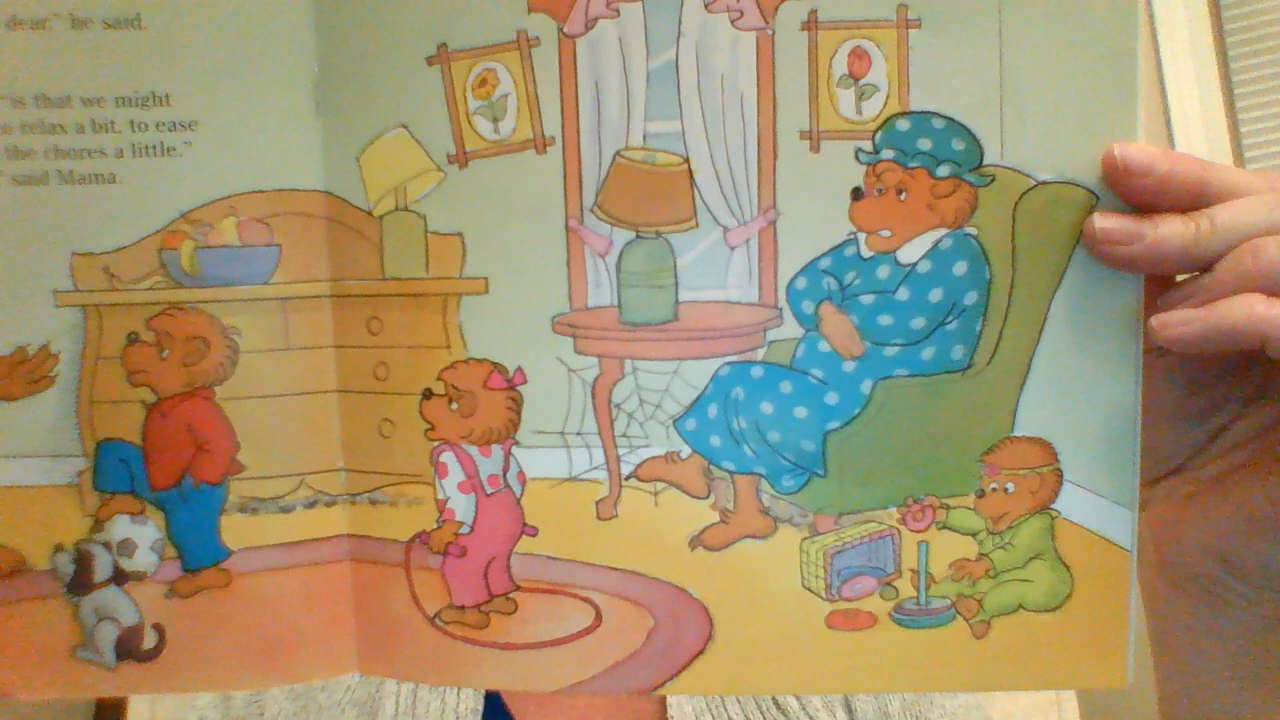 dear." he said.
"is that we might
relax a bit, to ease
the chores a little."
said Mama.